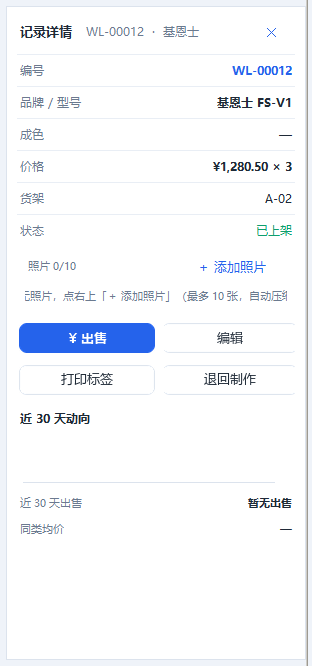 记录详情 WL-00012 · 基恩士
编号 WL-00012
品牌 / 型号 基恩士 FS-V1
成色 —
价格 ¥1,280.50 × 3
货架 A-02
状态 已上架
照片 0/10 + 添加照片
照片，点右上「+ 添加照片」（最多 10 张，自动压
¥ 出售 编辑
打印标签 退回制作
近 30 天动向
近 30 天出售 暂无出售
同类均价 —